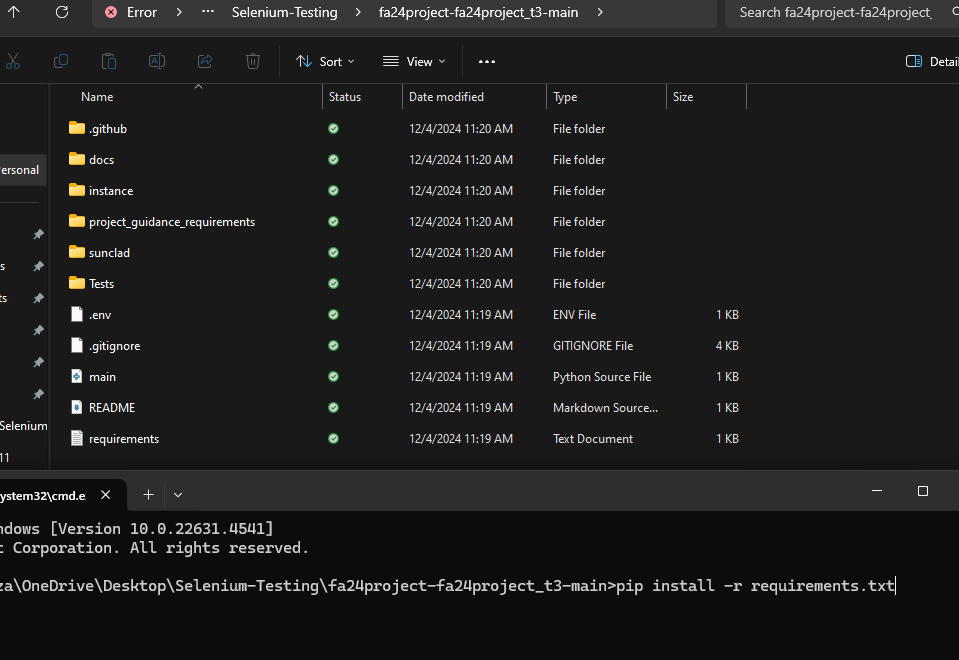 Error > ... Selenium-Testing > fa24project-fa24project_t3-main > Search fa24project-fa24project_
Sort View ... Detai
Name Status Date modified Type Size
.github 12/4/2024 11:20 AM File folder
docs 12/4/2024 11:20 AM File folder
ersonal instance 12/4/2024 11:20 AM File folder
project_guidance_requirements 12/4/2024 11:20 AM File folder
s sunclad 12/4/2024 11:20 AM File folder
ts Tests 12/4/2024 11:20 AM File folder
.env 12/4/2024 11:19 AM ENV File 1 KB
.gitignore 12/4/2024 11:19 AM GITIGNORE File 4 KB
main 12/4/2024 11:19 AM Python Source File 1 KB
README 12/4/2024 11:19 AM Markdown Source... 1 KB
Selenium
requirements 12/4/2024 11:19 AM Text Document 1 KB
11
ystem32\cmd.e
ndows [Version 10.0.22631.4541]
t Corporation. All rights reserved.
za\OneDrive\Desktop\Selenium-Testing\fa24project-fa24project_t3-main>pip install -r requirements.txt